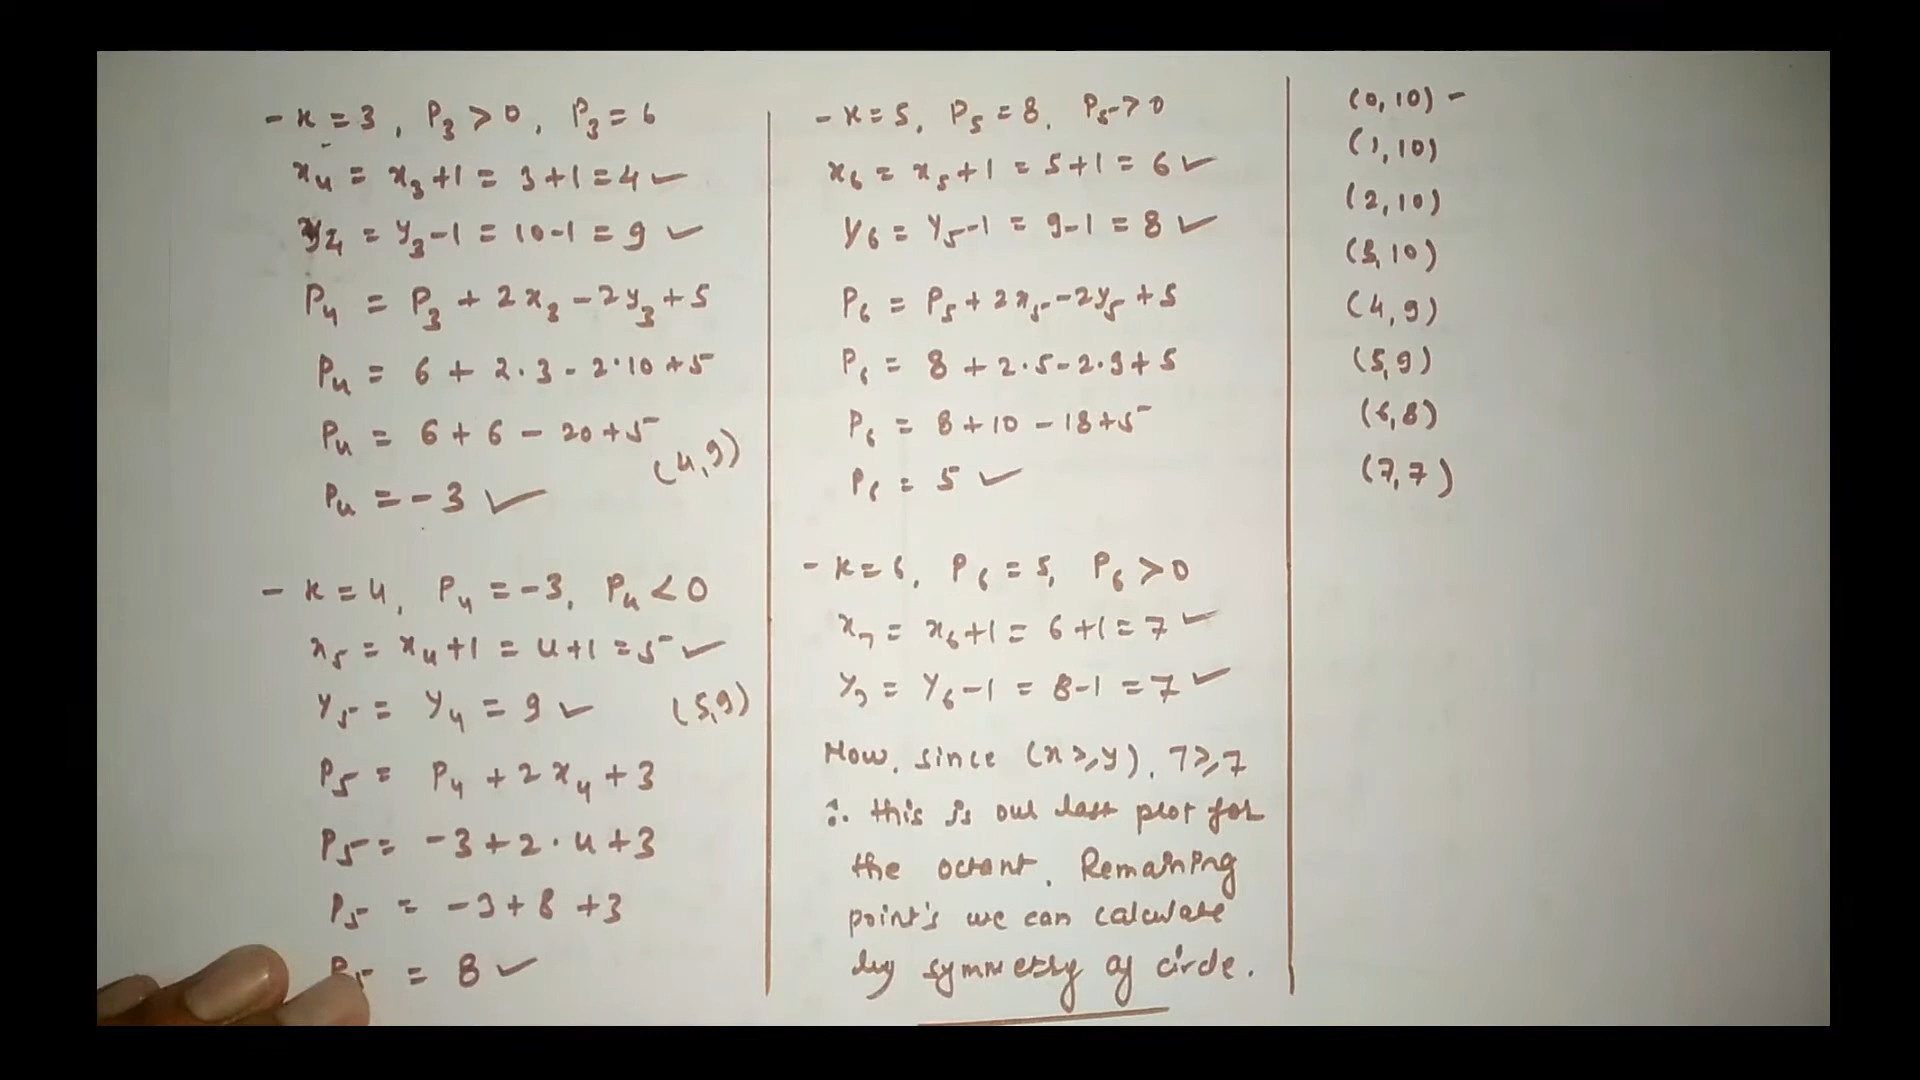 - K = 3, P3 > 0, P3 = 6
x4 = x3 + 1 = 3 + 1 = 4 ✓
y4 = y3 - 1 = 10 - 1 = 9 ✓
P4 = P3 + 2x3 - 2y3 + 5
P4 = 6 + 2·3 - 2·10 + 5
P4 = 6 + 6 - 20 + 5
(4,9)
P4 = -3 ✓
- K = 4, P4 = -3, P4 < 0
x5 = x4 + 1 = 4 + 1 = 5 ✓
y5 = y4 = 9 ✓ (5,9)
P5 = P4 + 2x4 + 3
P5 = -3 + 2·4 + 3
P5 = -3 + 8 + 3
P5 = 8 ✓
- K = 5, P5 = 8, P5 > 0
x6 = x5 + 1 = 5 + 1 = 6 ✓
y6 = y5 - 1 = 9 - 1 = 8 ✓
P6 = P5 + 2x5 - 2y5 + 5
P6 = 8 + 2·5 - 2·9 + 5
P6 = 8 + 10 - 18 + 5
P6 = 5 ✓
- K = 6, P6 = 5, P6 > 0
x7 = x6 + 1 = 6 + 1 = 7 ✓
y7 = y6 - 1 = 8 - 1 = 7 ✓
Now, since (x ≥ y), 7 ≥ 7
∴ this is our last plot for
the octant. Remaining
point's we can calculate
by symmetry of circle.
(0,10) -
(1,10)
(2,10)
(3,10)
(4,9)
(5,9)
(6,8)
(7,7)